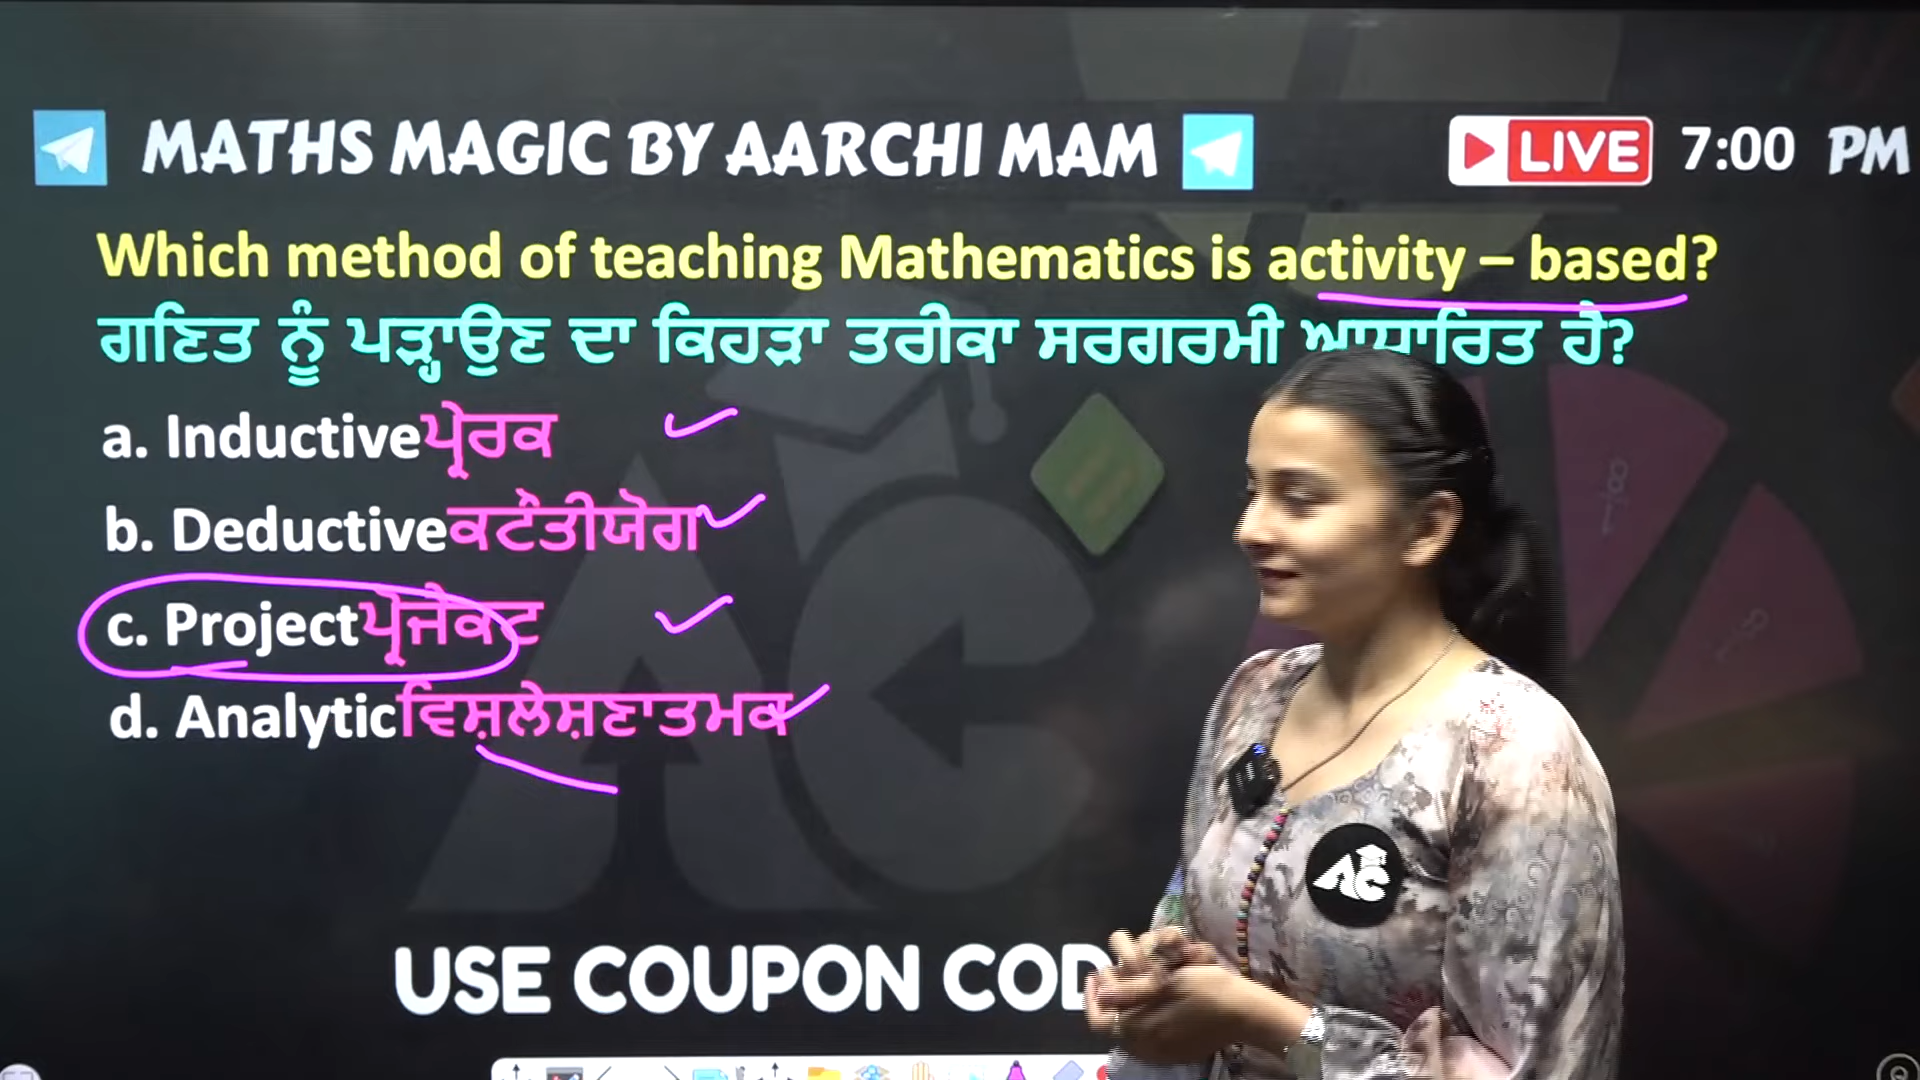 MATHS MAGIC BY AARCHI MAM LIVE 7:00 PM
Which method of teaching Mathematics is activity – based?
ਗਣਿਤ ਨੂੰ ਪੜ੍ਹਾਉਣ ਦਾ ਕਿਹੜਾ ਤਰੀਕਾ ਸਰਗਰਮੀ ਆਧਾਰਿਤ ਹੈ?
a. Inductiveਪ੍ਰੇਰਕ
b. Deductiveਕਟੌਤੀਯੋਗ
c. Projectਪ੍ਰੋਜੈਕਟ
d. Analyticਵਿਸ਼ਲੇਸ਼ਣਾਤਮਕ
USE COUPON COD
AC